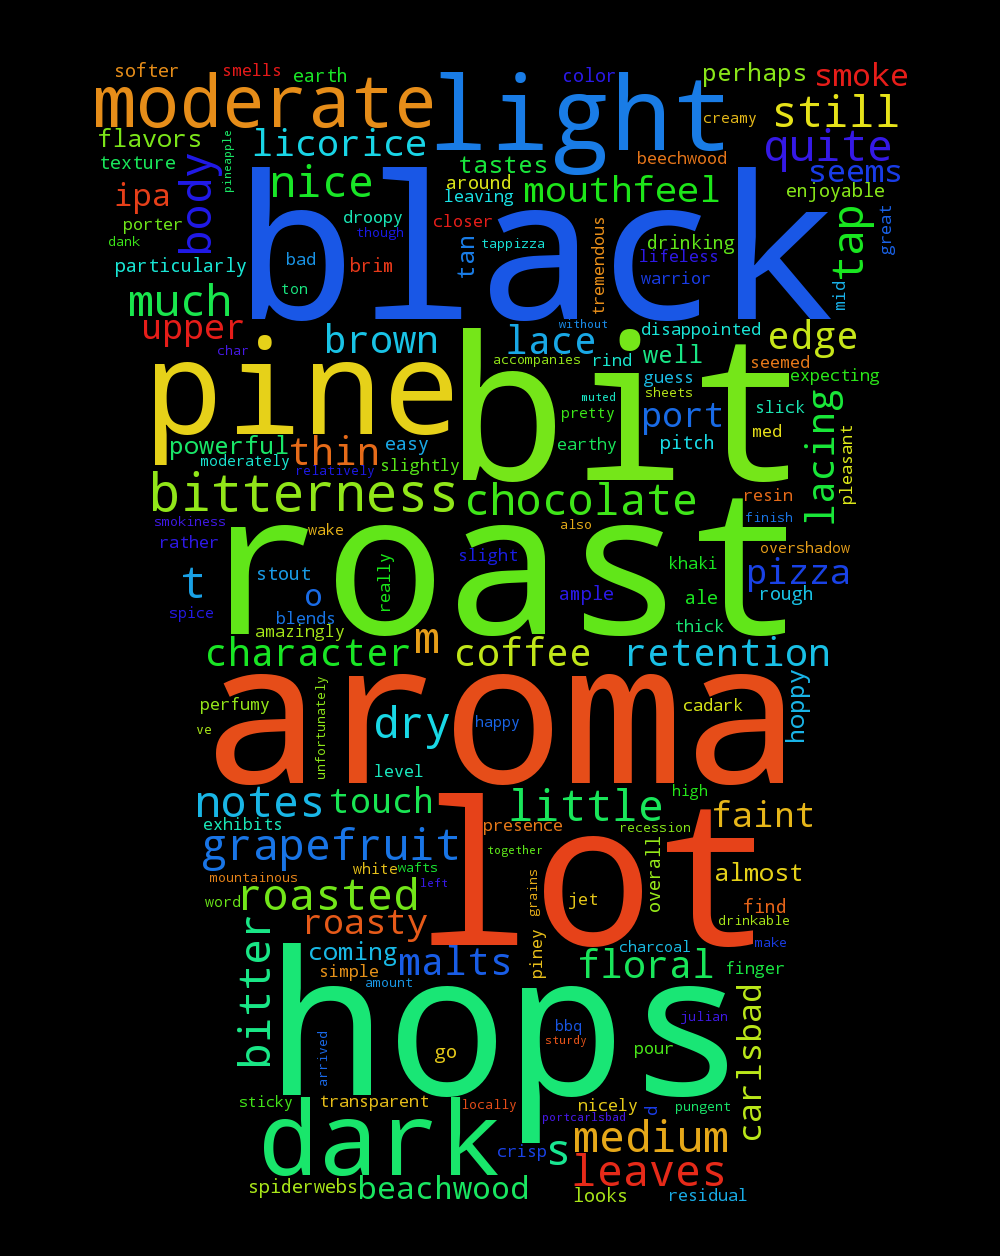 softer smells earth color perhaps smoke
moderate light creamy still
flavors licorice pineapple beechwood quite
texture body nice tastes mouthfeel seems
ipa around leaving enjoyable
porter droopy closer tap great
dank though tan tappizza drinking
black
particularly bad brim tremendous lifeless
warrior mid
much ton
upper brown lace without disappointed edge
char accompanies rind well seemed
pine bit guess expecting
muted sheets
pretty port slick lacing
powerful thin easy earthy pitch med pleasant
moderately relatively slightly
bitterness chocolate resin
smokiness wake also finish
roast
rather slight overshadow
t stout really khaki pizza
spice o ample ale rough
blends
amazingly m thick
character coffee retention
aroma
perfumy unfortunately dry happy cadark hoppy
ve
level
notes touch little high faint
exhibits lot presence recession
grapefruit together overall
mountainous white wafts left almost
word roasted grains jet find
roasty drinkable
bitter coming malts piney charcoal make
simple floral finger
amount
hops carlsbad
bbq julian
arrived go sturdy pour
sticky transparent locally nicely pungent
portcarlsbad d
dark crisp s medium
leaves
spiderwebs beachwood looks residual